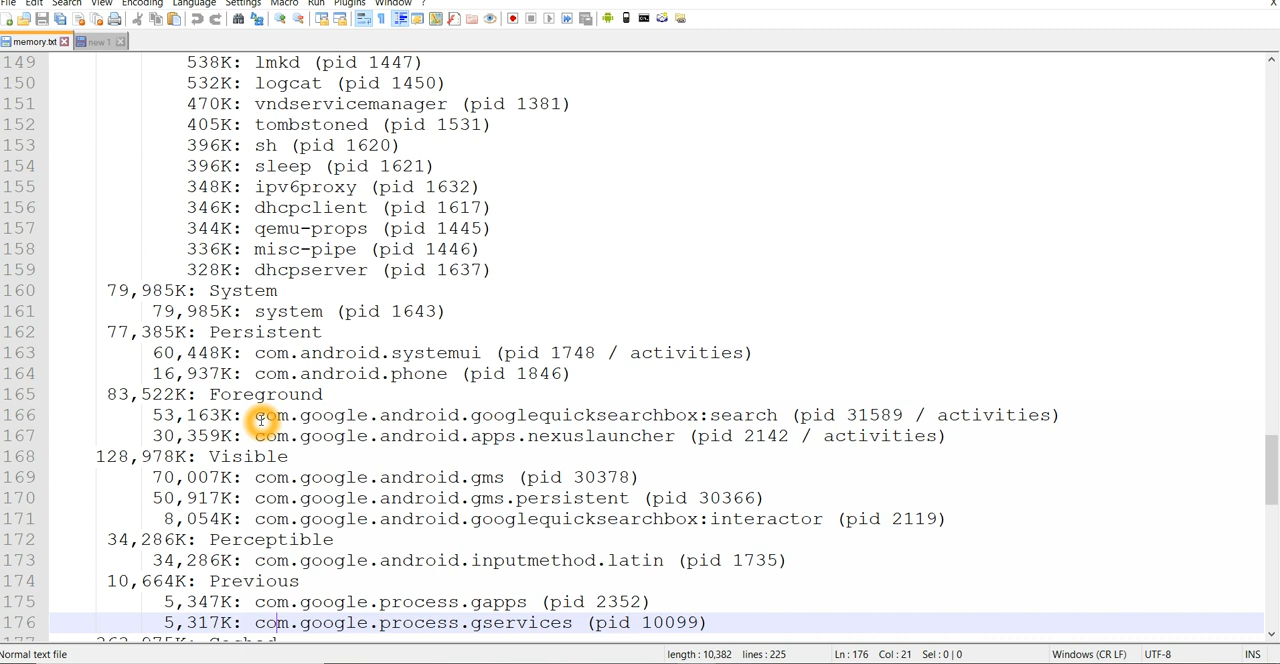 File Edit Search View Encoding Language Settings Macro Run Plugins Window ? X
memory.txt new 1
149 538K: lmkd (pid 1447)
150 532K: logcat (pid 1450)
151 470K: vndservicemanager (pid 1381)
152 405K: tombstoned (pid 1531)
153 396K: sh (pid 1620)
154 396K: sleep (pid 1621)
155 348K: ipv6proxy (pid 1632)
156 346K: dhcpclient (pid 1617)
157 344K: qemu-props (pid 1445)
158 336K: misc-pipe (pid 1446)
159 328K: dhcpserver (pid 1637)
160 79,985K: System
161 79,985K: system (pid 1643)
162 77,385K: Persistent
163 60,448K: com.android.systemui (pid 1748 / activities)
164 16,937K: com.android.phone (pid 1846)
165 83,522K: Foreground
166 53,163K: com.google.android.googlequicksearchbox:search (pid 31589 / activities)
167 30,359K: com.google.android.apps.nexuslauncher (pid 2142 / activities)
168 128,978K: Visible
169 70,007K: com.google.android.gms (pid 30378)
170 50,917K: com.google.android.gms.persistent (pid 30366)
171 8,054K: com.google.android.googlequicksearchbox:interactor (pid 2119)
172 34,286K: Perceptible
173 34,286K: com.google.android.inputmethod.latin (pid 1735)
174 10,664K: Previous
175 5,347K: com.google.process.gapps (pid 2352)
176 5,317K: com.google.process.gservices (pid 10099)
177 263,975K: Cached
Normal text file length : 10,382 lines : 225 Ln : 176 Col : 21 Sel : 0 | 0 Windows (CR LF) UTF-8 INS